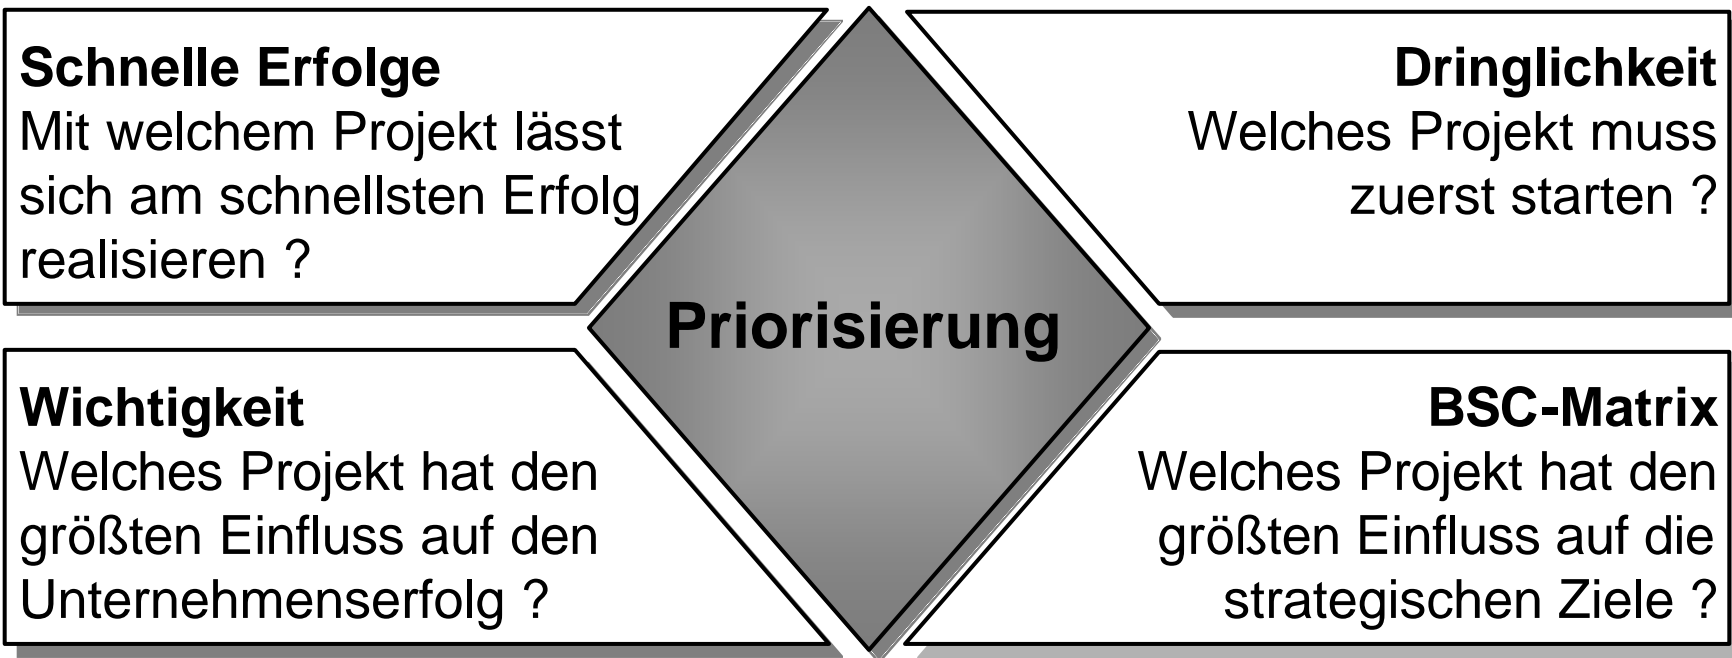 Schnelle Erfolge
Mit welchem Projekt lässt
sich am schnellsten Erfolg
realisieren ?
Dringlichkeit
Welches Projekt muss
zuerst starten ?
Priorisierung
Wichtigkeit
Welches Projekt hat den
größten Einfluss auf den
Unternehmenserfolg ?
BSC-Matrix
Welches Projekt hat den
größten Einfluss auf die
strategischen Ziele ?